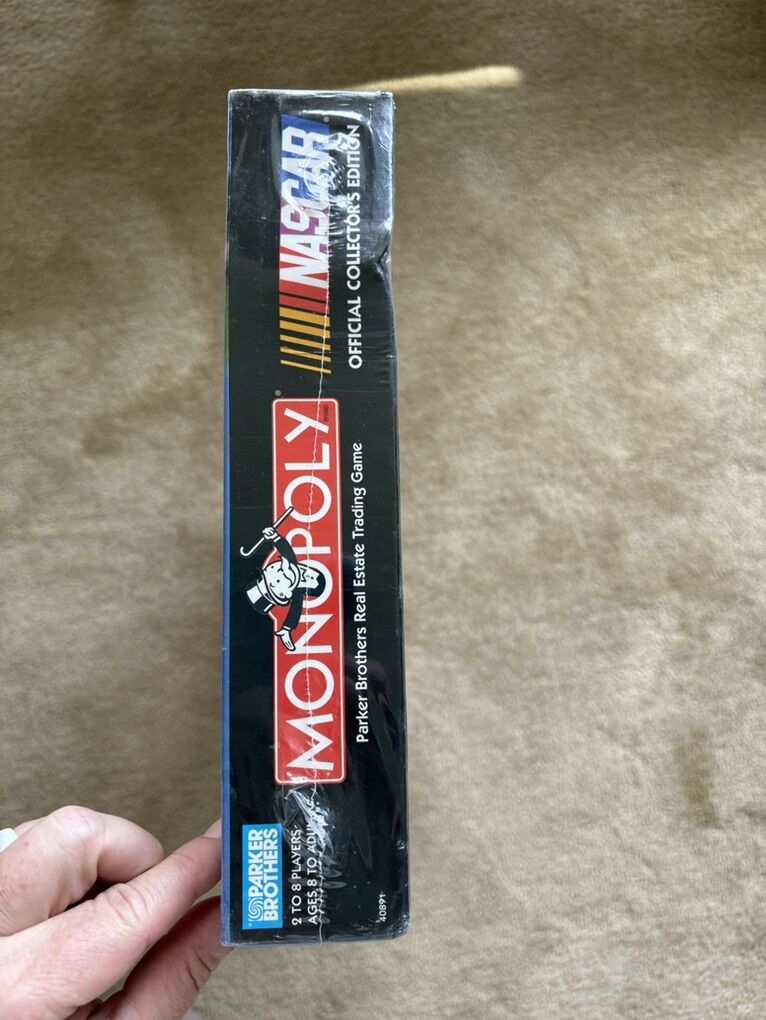 PARKER
BROTHERS
®
2 TO 8 PLAYERS
AGES 8 TO ADULT
40891
MONOPOLY
®
BRAND
Parker Brothers Real Estate Trading Game
NASCAR
®
OFFICIAL COLLECTOR'S EDITION